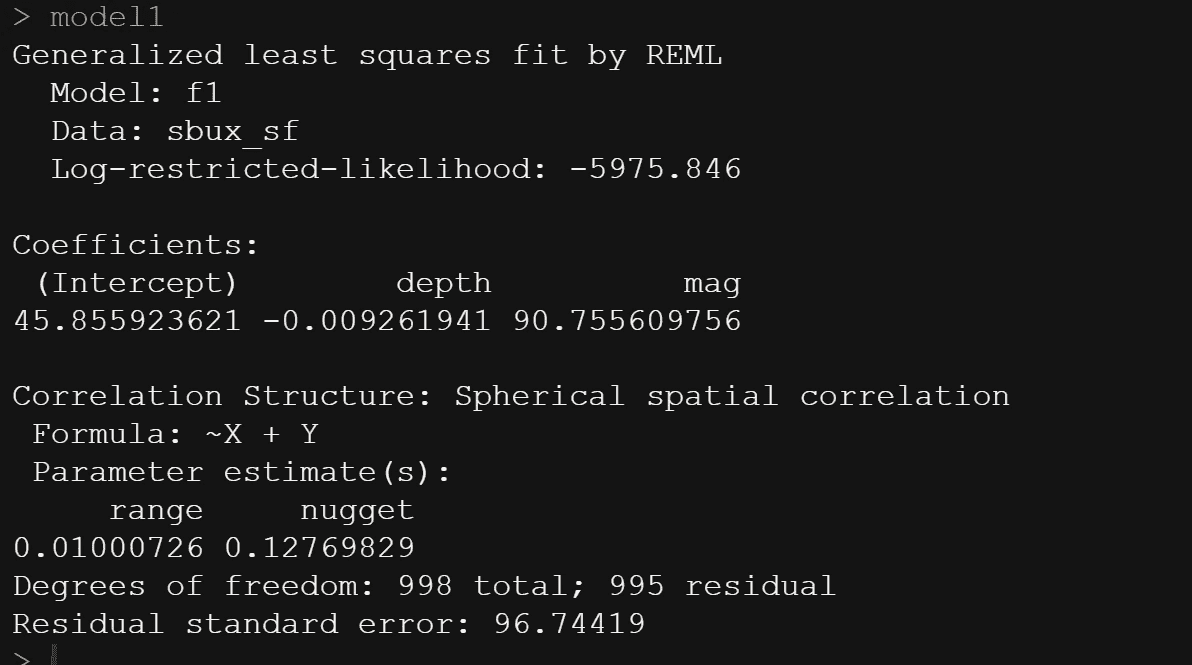 > model1
Generalized least squares fit by REML
Model: f1
Data: sbux_sf
Log-restricted-likelihood: -5975.846
Coefficients:
(Intercept) depth mag
45.855923621 -0.009261941 90.755609756
Correlation Structure: Spherical spatial correlation
Formula: ~X + Y
Parameter estimate(s):
range nugget
0.01000726 0.12769829
Degrees of freedom: 998 total; 995 residual
Residual standard error: 96.74419
>